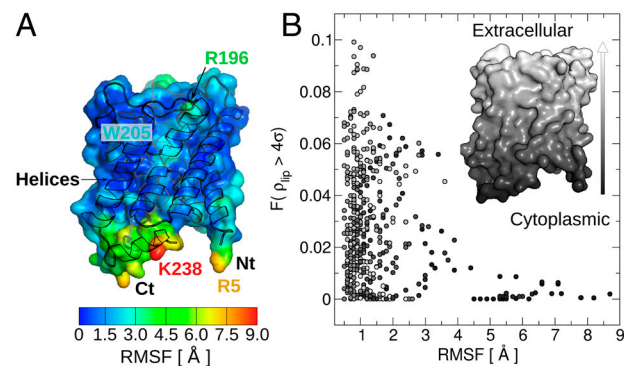 A
R196
W205
Helices
K238
Nt
Ct
R5
0 1.5 3.0 4.5 6.0 7.5 9.0
RMSF [ Å ]
B
0.1
0.08
0.06
0.04
0.02
0
F( ρlip > 4σ)
Extracellular
Cytoplasmic
1 2 3 4 5 6 7 8 9
RMSF [ Å ]